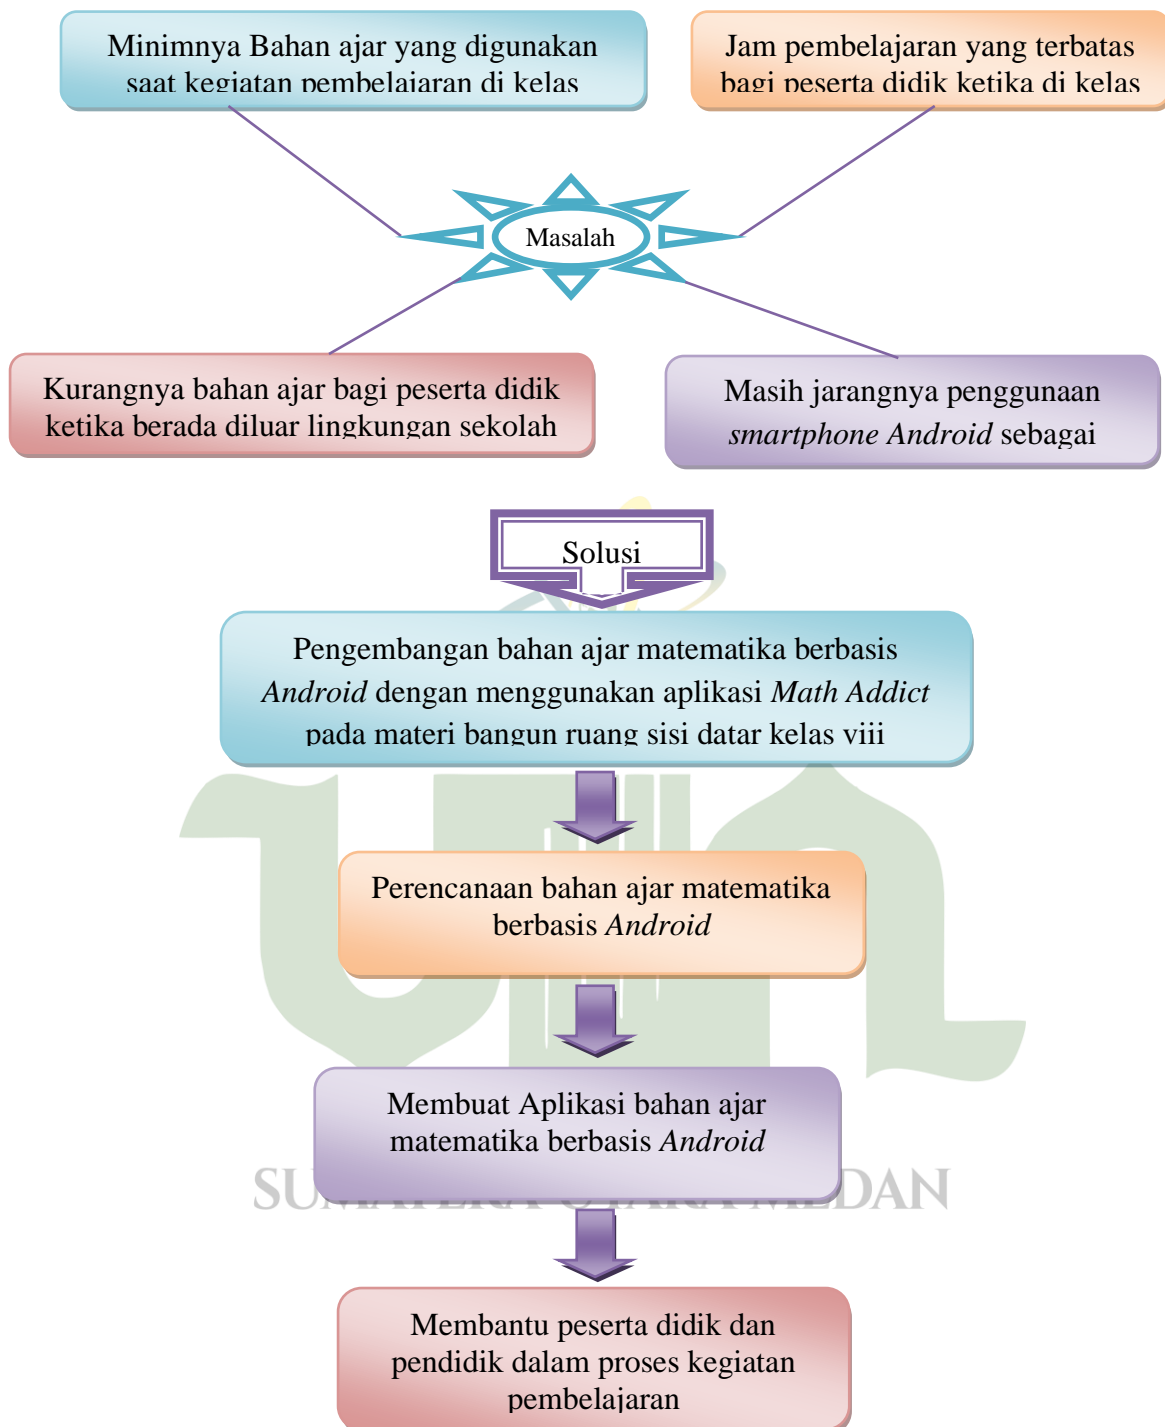 Minimnya Bahan ajar yang digunakan
saat kegiatan pembelajaran di kelas
Jam pembelajaran yang terbatas
bagi peserta didik ketika di kelas
Masalah
Kurangnya bahan ajar bagi peserta didik
ketika berada diluar lingkungan sekolah
Masih jarangnya penggunaan
smartphone Android sebagai
Solusi
Pengembangan bahan ajar matematika berbasis
Android dengan menggunakan aplikasi Math Addict
pada materi bangun ruang sisi datar kelas viii
Perencanaan bahan ajar matematika
berbasis Android
Membuat Aplikasi bahan ajar
matematika berbasis Android
SUMATERA UTARA MEDAN
Membantu peserta didik dan
pendidik dalam proses kegiatan
pembelajaran